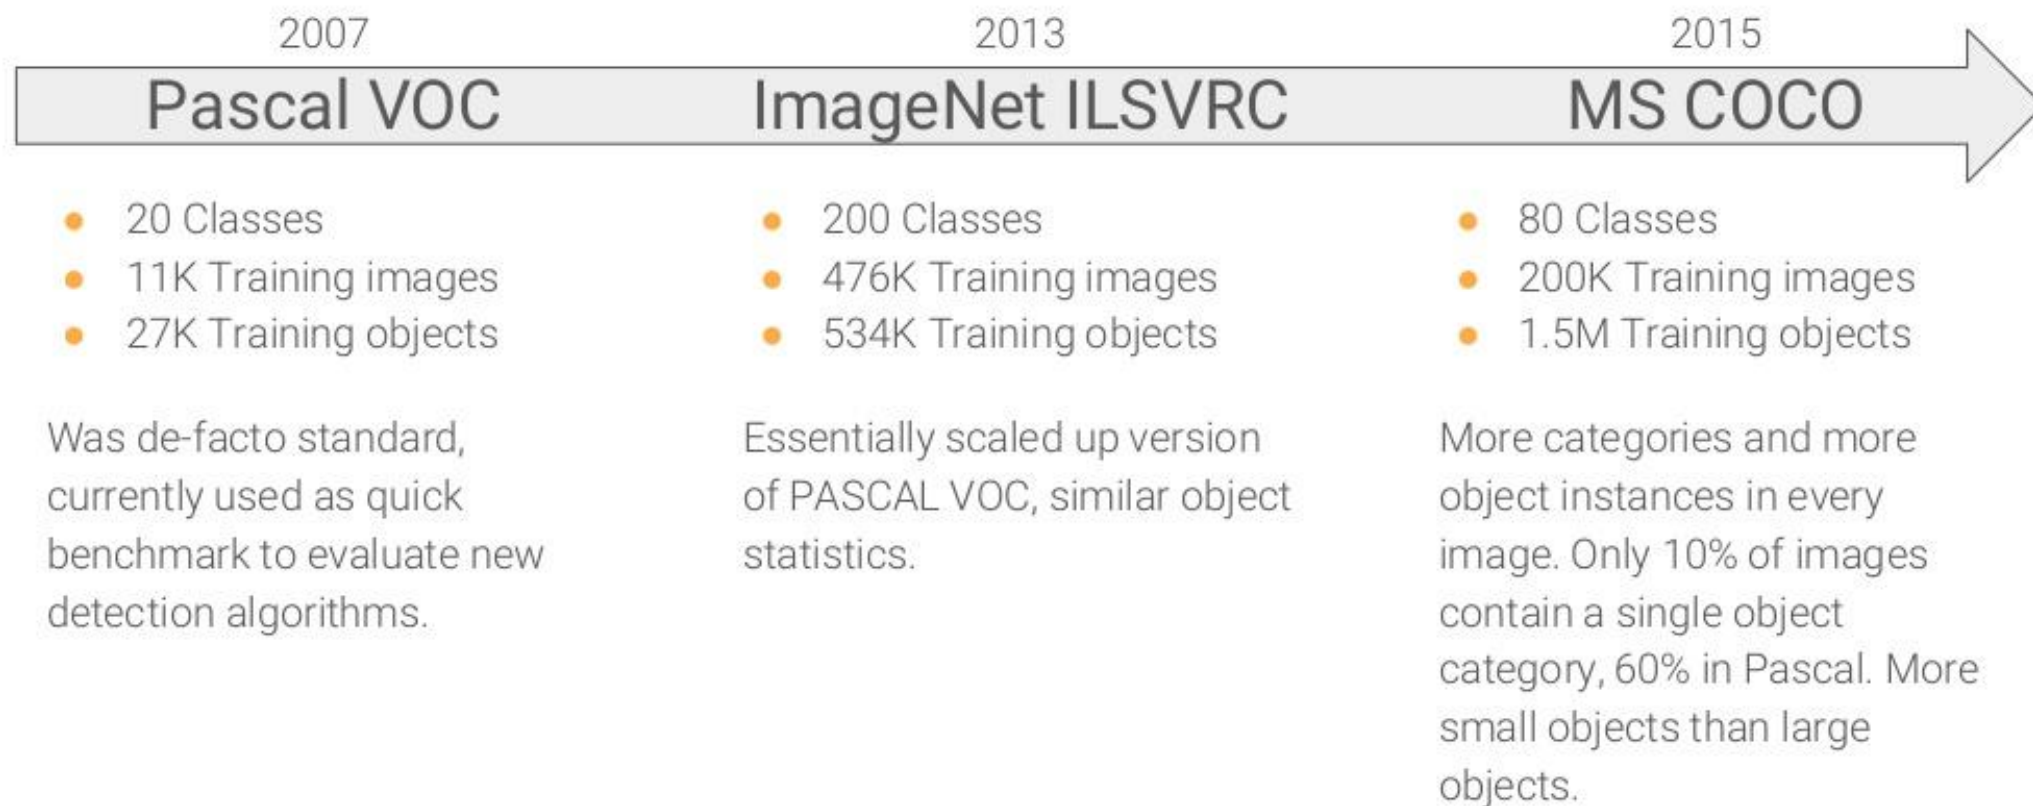 2007
Pascal VOC
20 Classes
11K Training images
27K Training objects
Was de-facto standard,
currently used as quick
benchmark to evaluate new
detection algorithms.
2013
ImageNet ILSVRC
200 Classes
476K Training images
534K Training objects
Essentially scaled up version
of PASCAL VOC, similar object
statistics.
2015
MS COCO
80 Classes
200K Training images
1.5M Training objects
More categories and more
object instances in every
image. Only 10% of images
contain a single object
category, 60% in Pascal. More
small objects than large
objects.